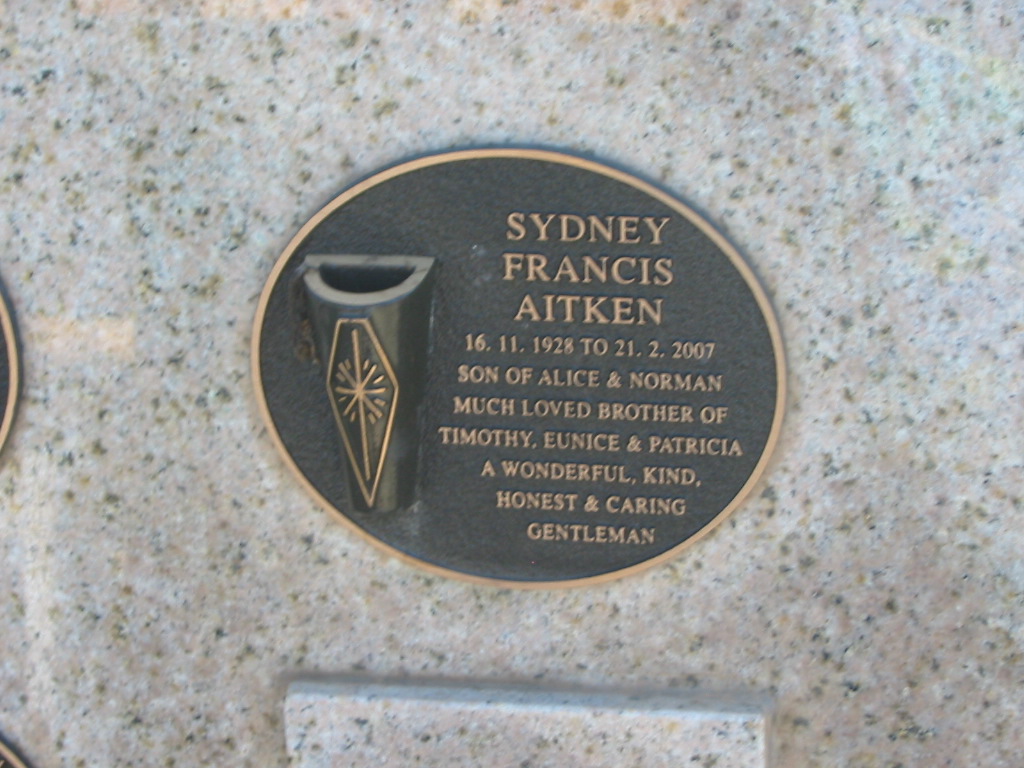 SYDNEY
FRANCIS
AITKEN
16. 11. 1928 TO 21. 2. 2007
SON OF ALICE & NORMAN
MUCH LOVED BROTHER OF
TIMOTHY, EUNICE & PATRICIA
A WONDERFUL, KIND,
HONEST & CARING
GENTLEMAN